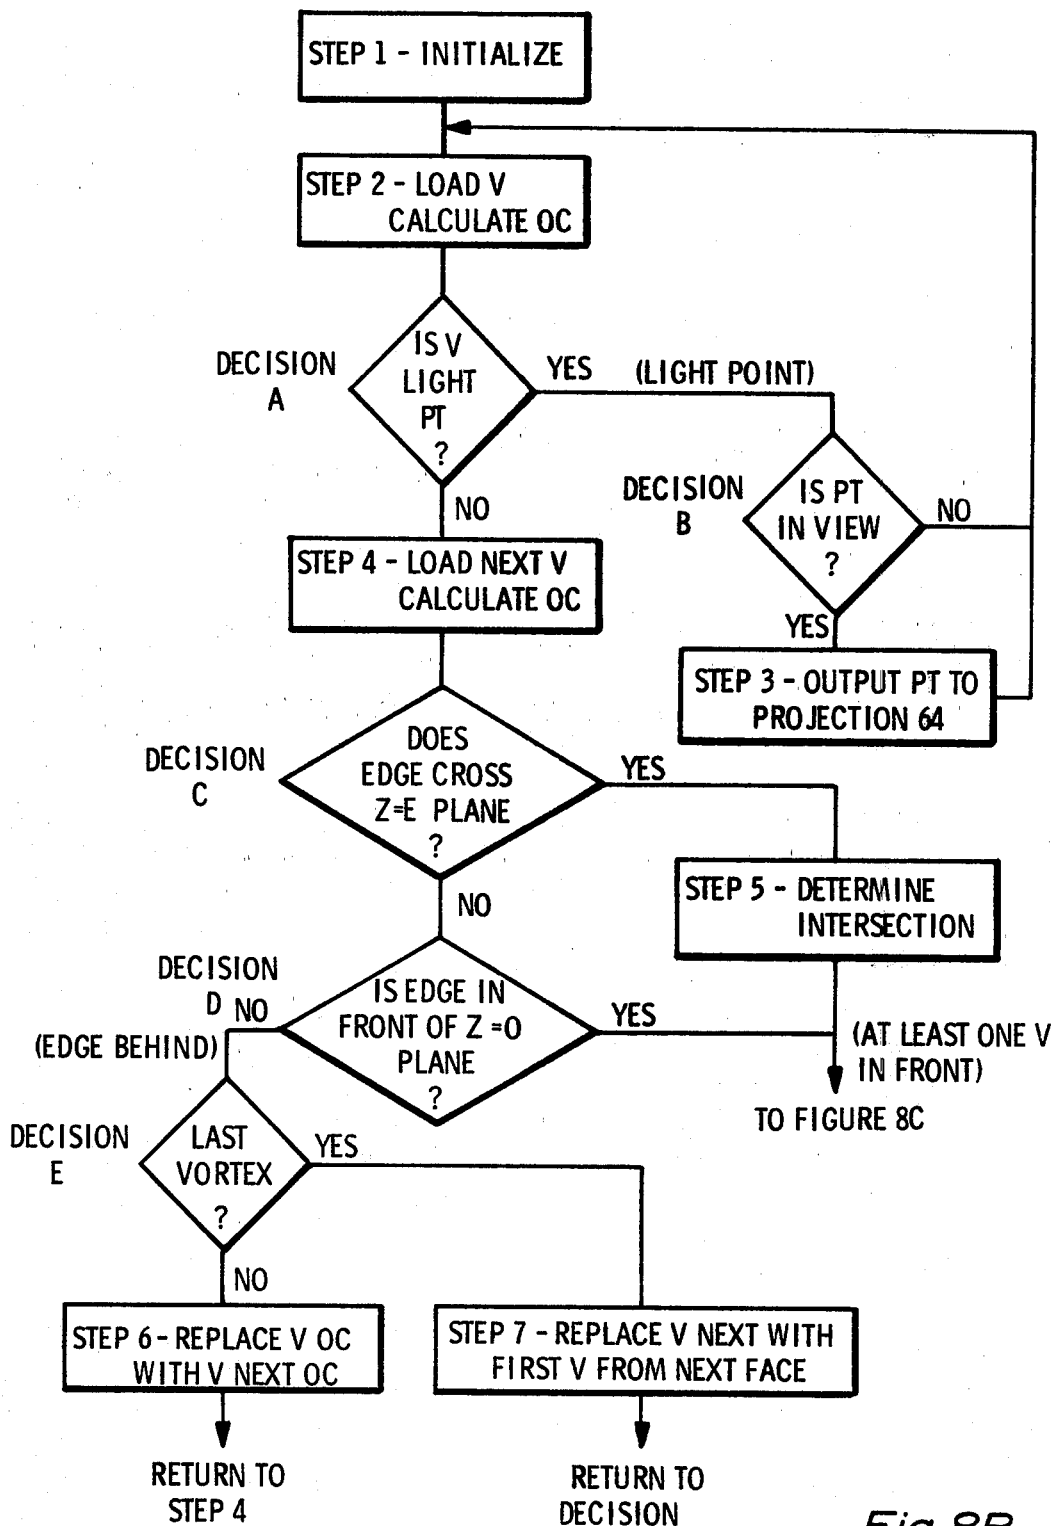 STEP 1 - INITIALIZE
STEP 2 - LOAD V
CALCULATE OC
DECISION
A
IS V
LIGHT
PT
?
YES
(LIGHT POINT)
NO
DECISION
B
IS PT
IN VIEW
?
NO
YES
STEP 3 - OUTPUT PT TO
PROJECTION 64
STEP 4 - LOAD NEXT V
CALCULATE OC
DECISION
C
DOES
EDGE CROSS
Z=E PLANE
?
YES
NO
STEP 5 - DETERMINE
INTERSECTION
DECISION
D
IS EDGE IN
FRONT OF Z =0
PLANE
?
YES
NO
(EDGE BEHIND)
(AT LEAST ONE V
IN FRONT)
TO FIGURE 8C
DECISION
E
LAST
VORTEX
?
YES
NO
STEP 6 - REPLACE V OC
WITH V NEXT OC
STEP 7 - REPLACE V NEXT WITH
FIRST V FROM NEXT FACE
RETURN TO
STEP 4
RETURN TO
DECISION
Fig 8B